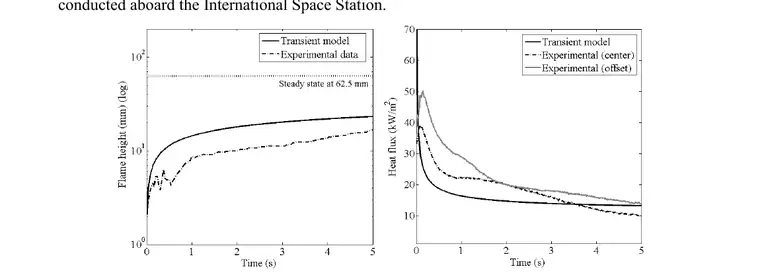 conducted aboard the International Space Station.
Transient model
Experimental data
Steady state at 62.5 mm
Flame height (mm) (log)
10²
10¹
10⁰
0 1 2 3 4 5
Time (s)
Transient model
Experimental (center)
Experimental (offset)
Heat flux (kW/m²)
70
60
50
40
30
20
10
0 1 2 3 4 5
Time (s)